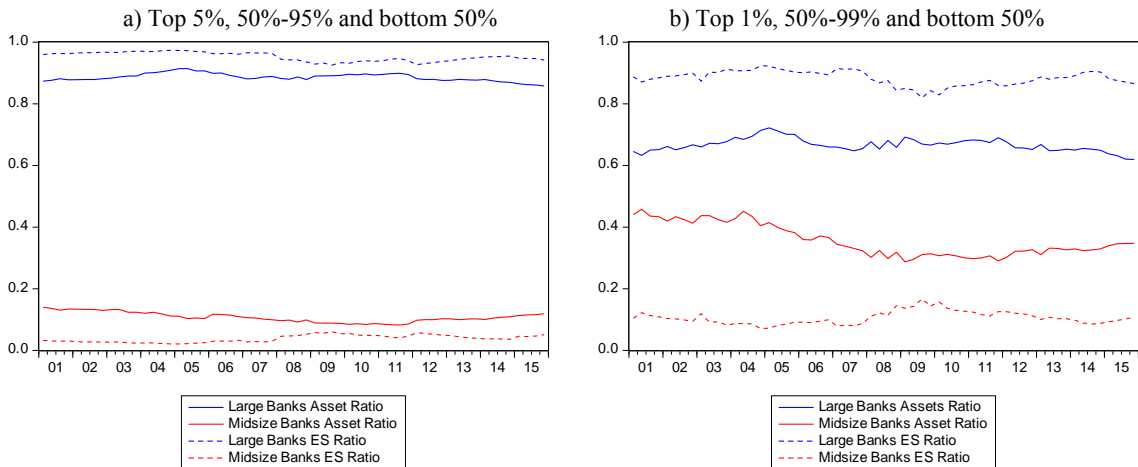 a) Top 5%, 50%-95% and bottom 50%
1.0
0.8
0.6
0.4
0.2
0.0
01 02 03 04 05 06 07 08 09 10 11 12 13 14 15
Large Banks Asset Ratio
Midsize Banks Asset Ratio
Large Banks ES Ratio
Midsize Banks ES Ratio
b) Top 1%, 50%-99% and bottom 50%
1.0
0.8
0.6
0.4
0.2
0.0
01 02 03 04 05 06 07 08 09 10 11 12 13 14 15
Large Banks Assets Ratio
Midsize Banks Asset Ratio
Large Banks ES Ratio
Midsize Banks ES Ratio